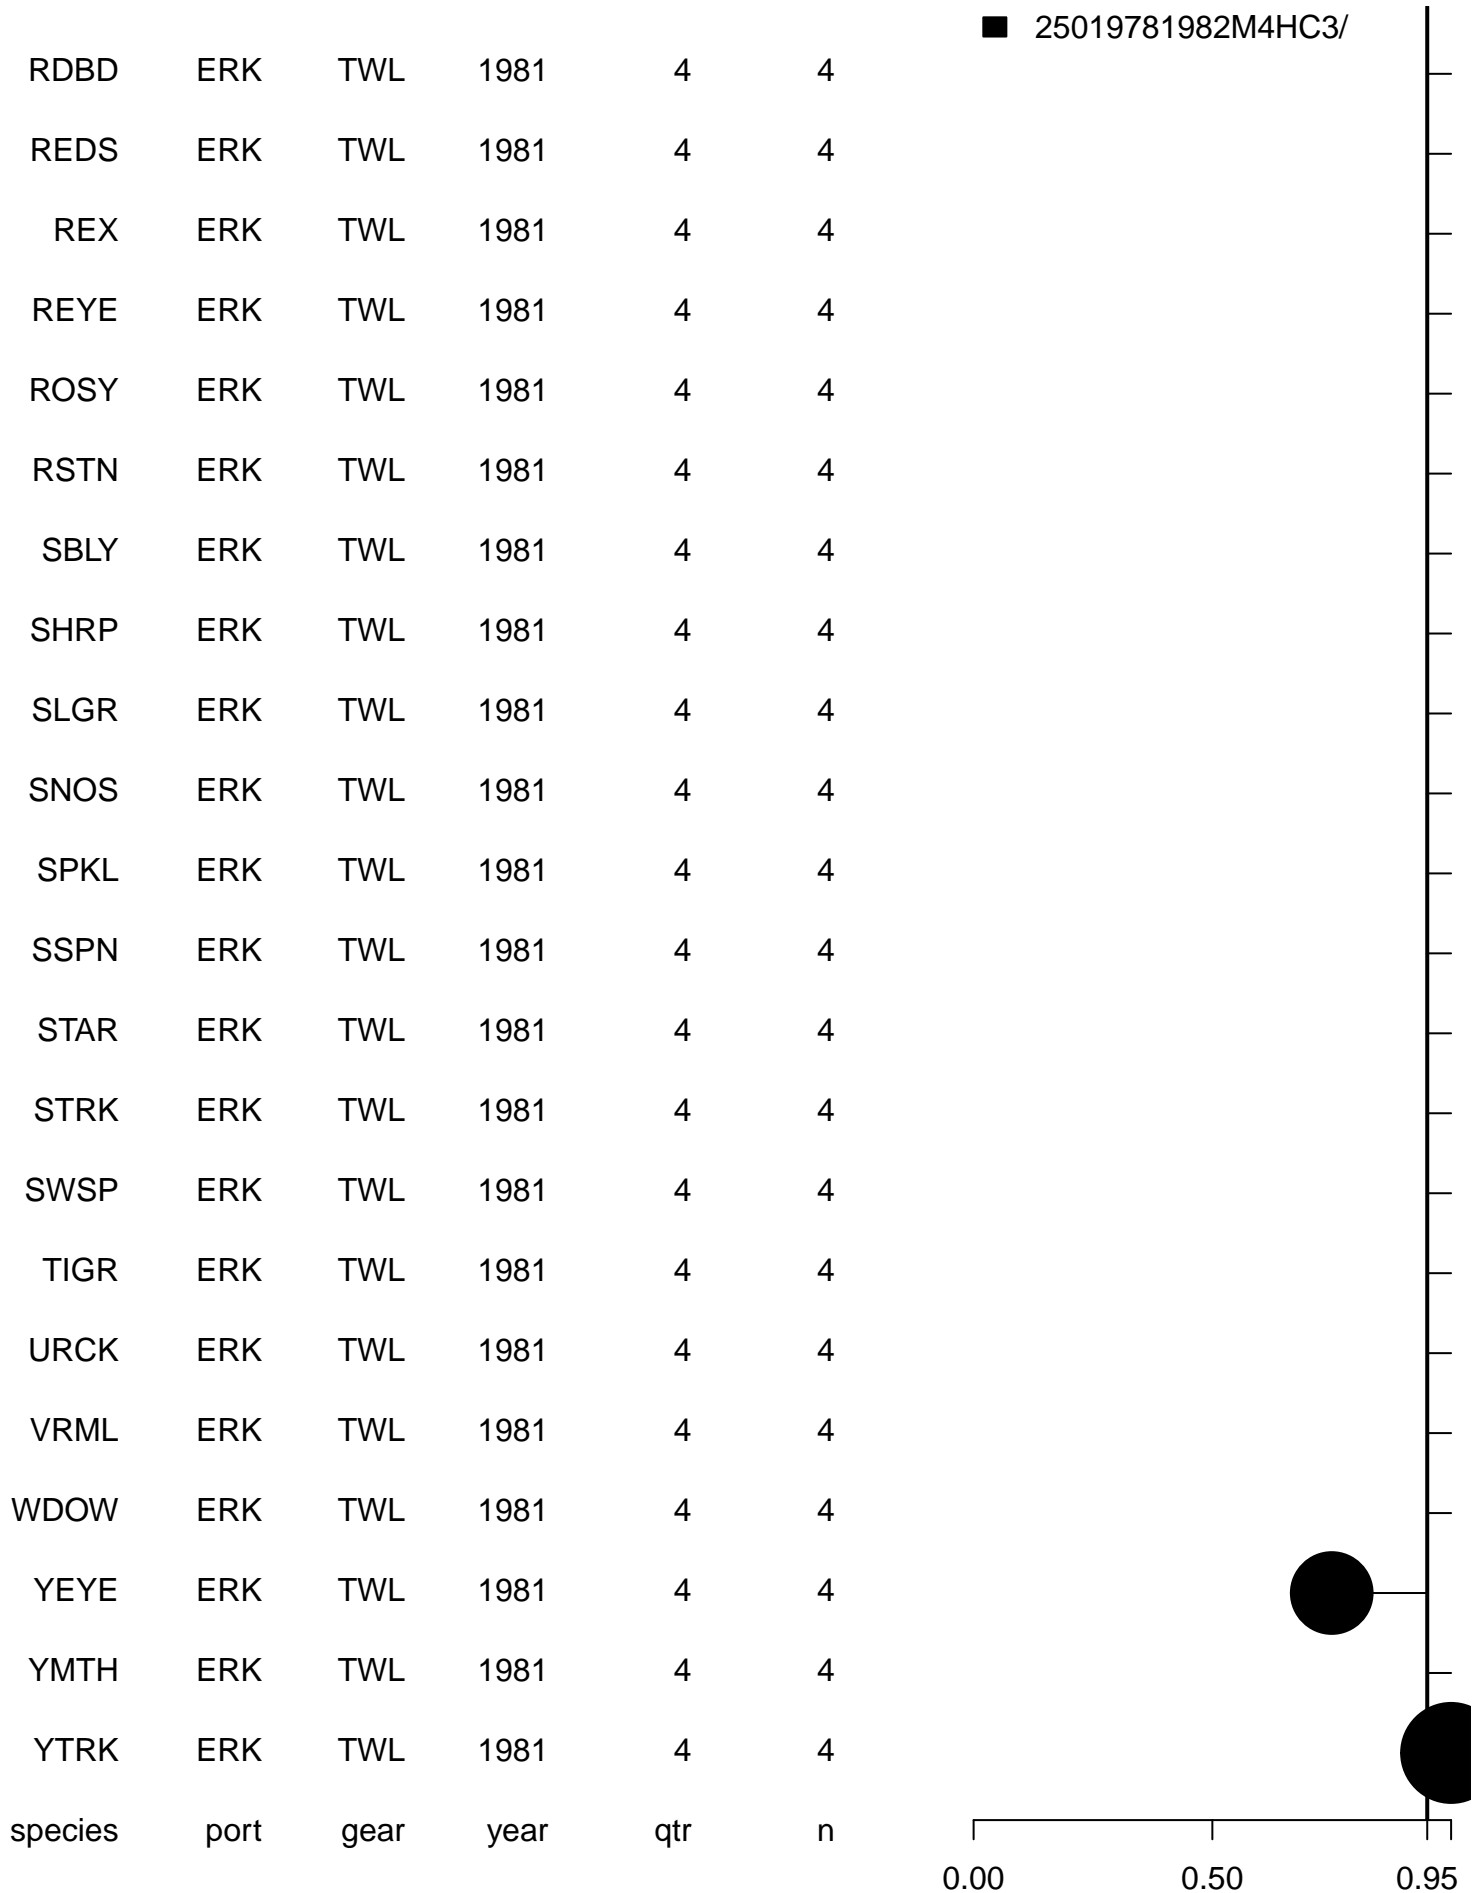 25019781982M4HC3/
RDBD ERK TWL 1981 4 4
REDS ERK TWL 1981 4 4
REX ERK TWL 1981 4 4
REYE ERK TWL 1981 4 4
ROSY ERK TWL 1981 4 4
RSTN ERK TWL 1981 4 4
SBLY ERK TWL 1981 4 4
SHRP ERK TWL 1981 4 4
SLGR ERK TWL 1981 4 4
SNOS ERK TWL 1981 4 4
SPKL ERK TWL 1981 4 4
SSPN ERK TWL 1981 4 4
STAR ERK TWL 1981 4 4
STRK ERK TWL 1981 4 4
SWSP ERK TWL 1981 4 4
TIGR ERK TWL 1981 4 4
URCK ERK TWL 1981 4 4
VRML ERK TWL 1981 4 4
WDOW ERK TWL 1981 4 4
YEYE ERK TWL 1981 4 4
YMTH ERK TWL 1981 4 4
YTRK ERK TWL 1981 4 4
species port gear year qtr n
0.00 0.50 0.95